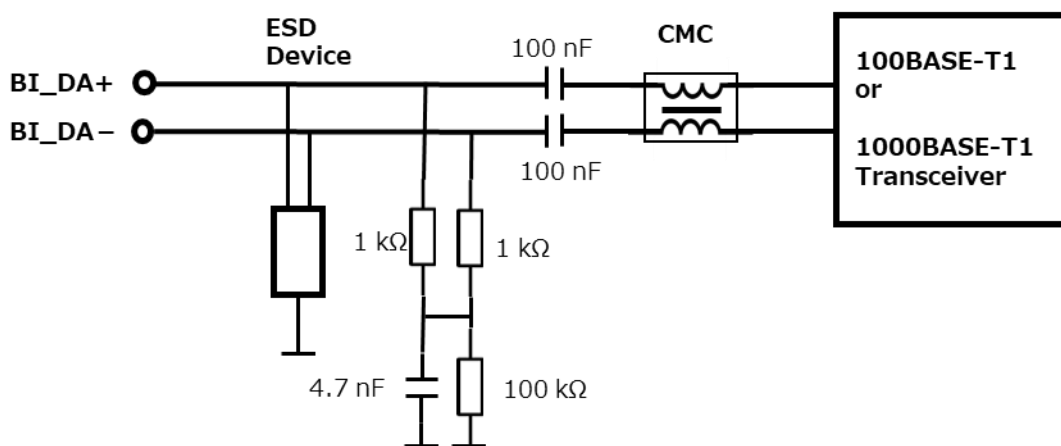 ESD
Device
100 nF
CMC
BI_DA+
BI_DA−
100 nF
100BASE-T1
or
1000BASE-T1
Transceiver
1 kΩ
1 kΩ
4.7 nF
100 kΩ